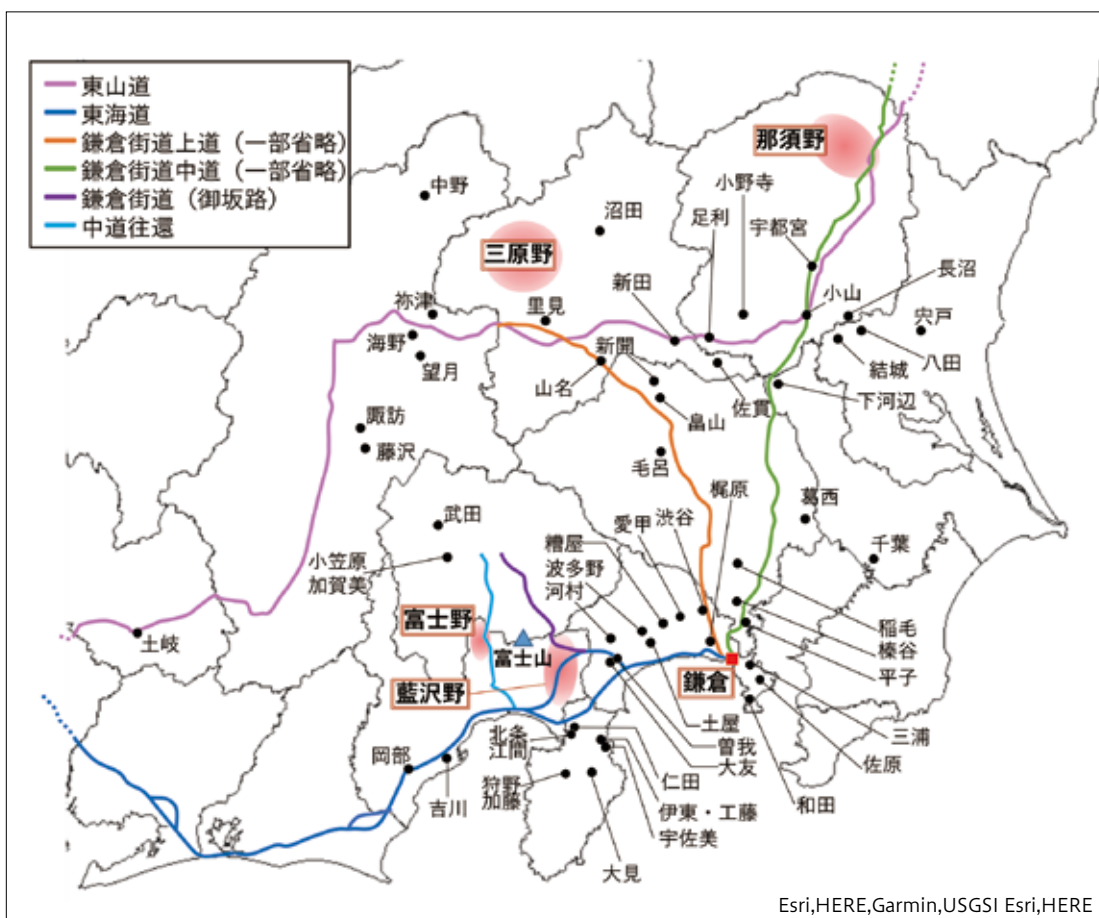 東山道
東海道
鎌倉街道上道（一部省略）
鎌倉街道中道（一部省略）
鎌倉街道（御坂路）
中道往還
那須野
中野
小野寺
沼田
足利
宇都宮
三原野
新田
長沼
祢津
里見
小山
宍戸
海野
新開
八田
望月
山名
結城
佐貫
下河辺
畠山
諏訪
藤沢
毛呂
梶原
葛西
武田
愛甲
渋谷
千葉
糟屋
小笠原
加賀美
波多野
河村
富士野
稲毛
土岐
富士山
榛谷
藍沢野
鎌倉
平子
土屋
三浦
北条
江間
曽我
岡部
大友
佐原
仁田
狩野
加藤
吉川
和田
伊東・工藤
宇佐美
大見
Esri,HERE,Garmin,USGSI Esri,HERE